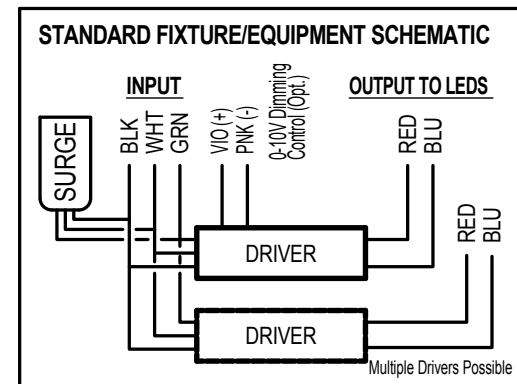 STANDARD FIXTURE/EQUIPMENT SCHEMATIC
INPUT
OUTPUT TO LEDS
SURGE
BLK
WHT
GRN
VIO (+)
PNK (-)
0-10V Dimming
Control (Opt.)
RED
BLU
RED
BLU
DRIVER
DRIVER
Multiple Drivers Possible